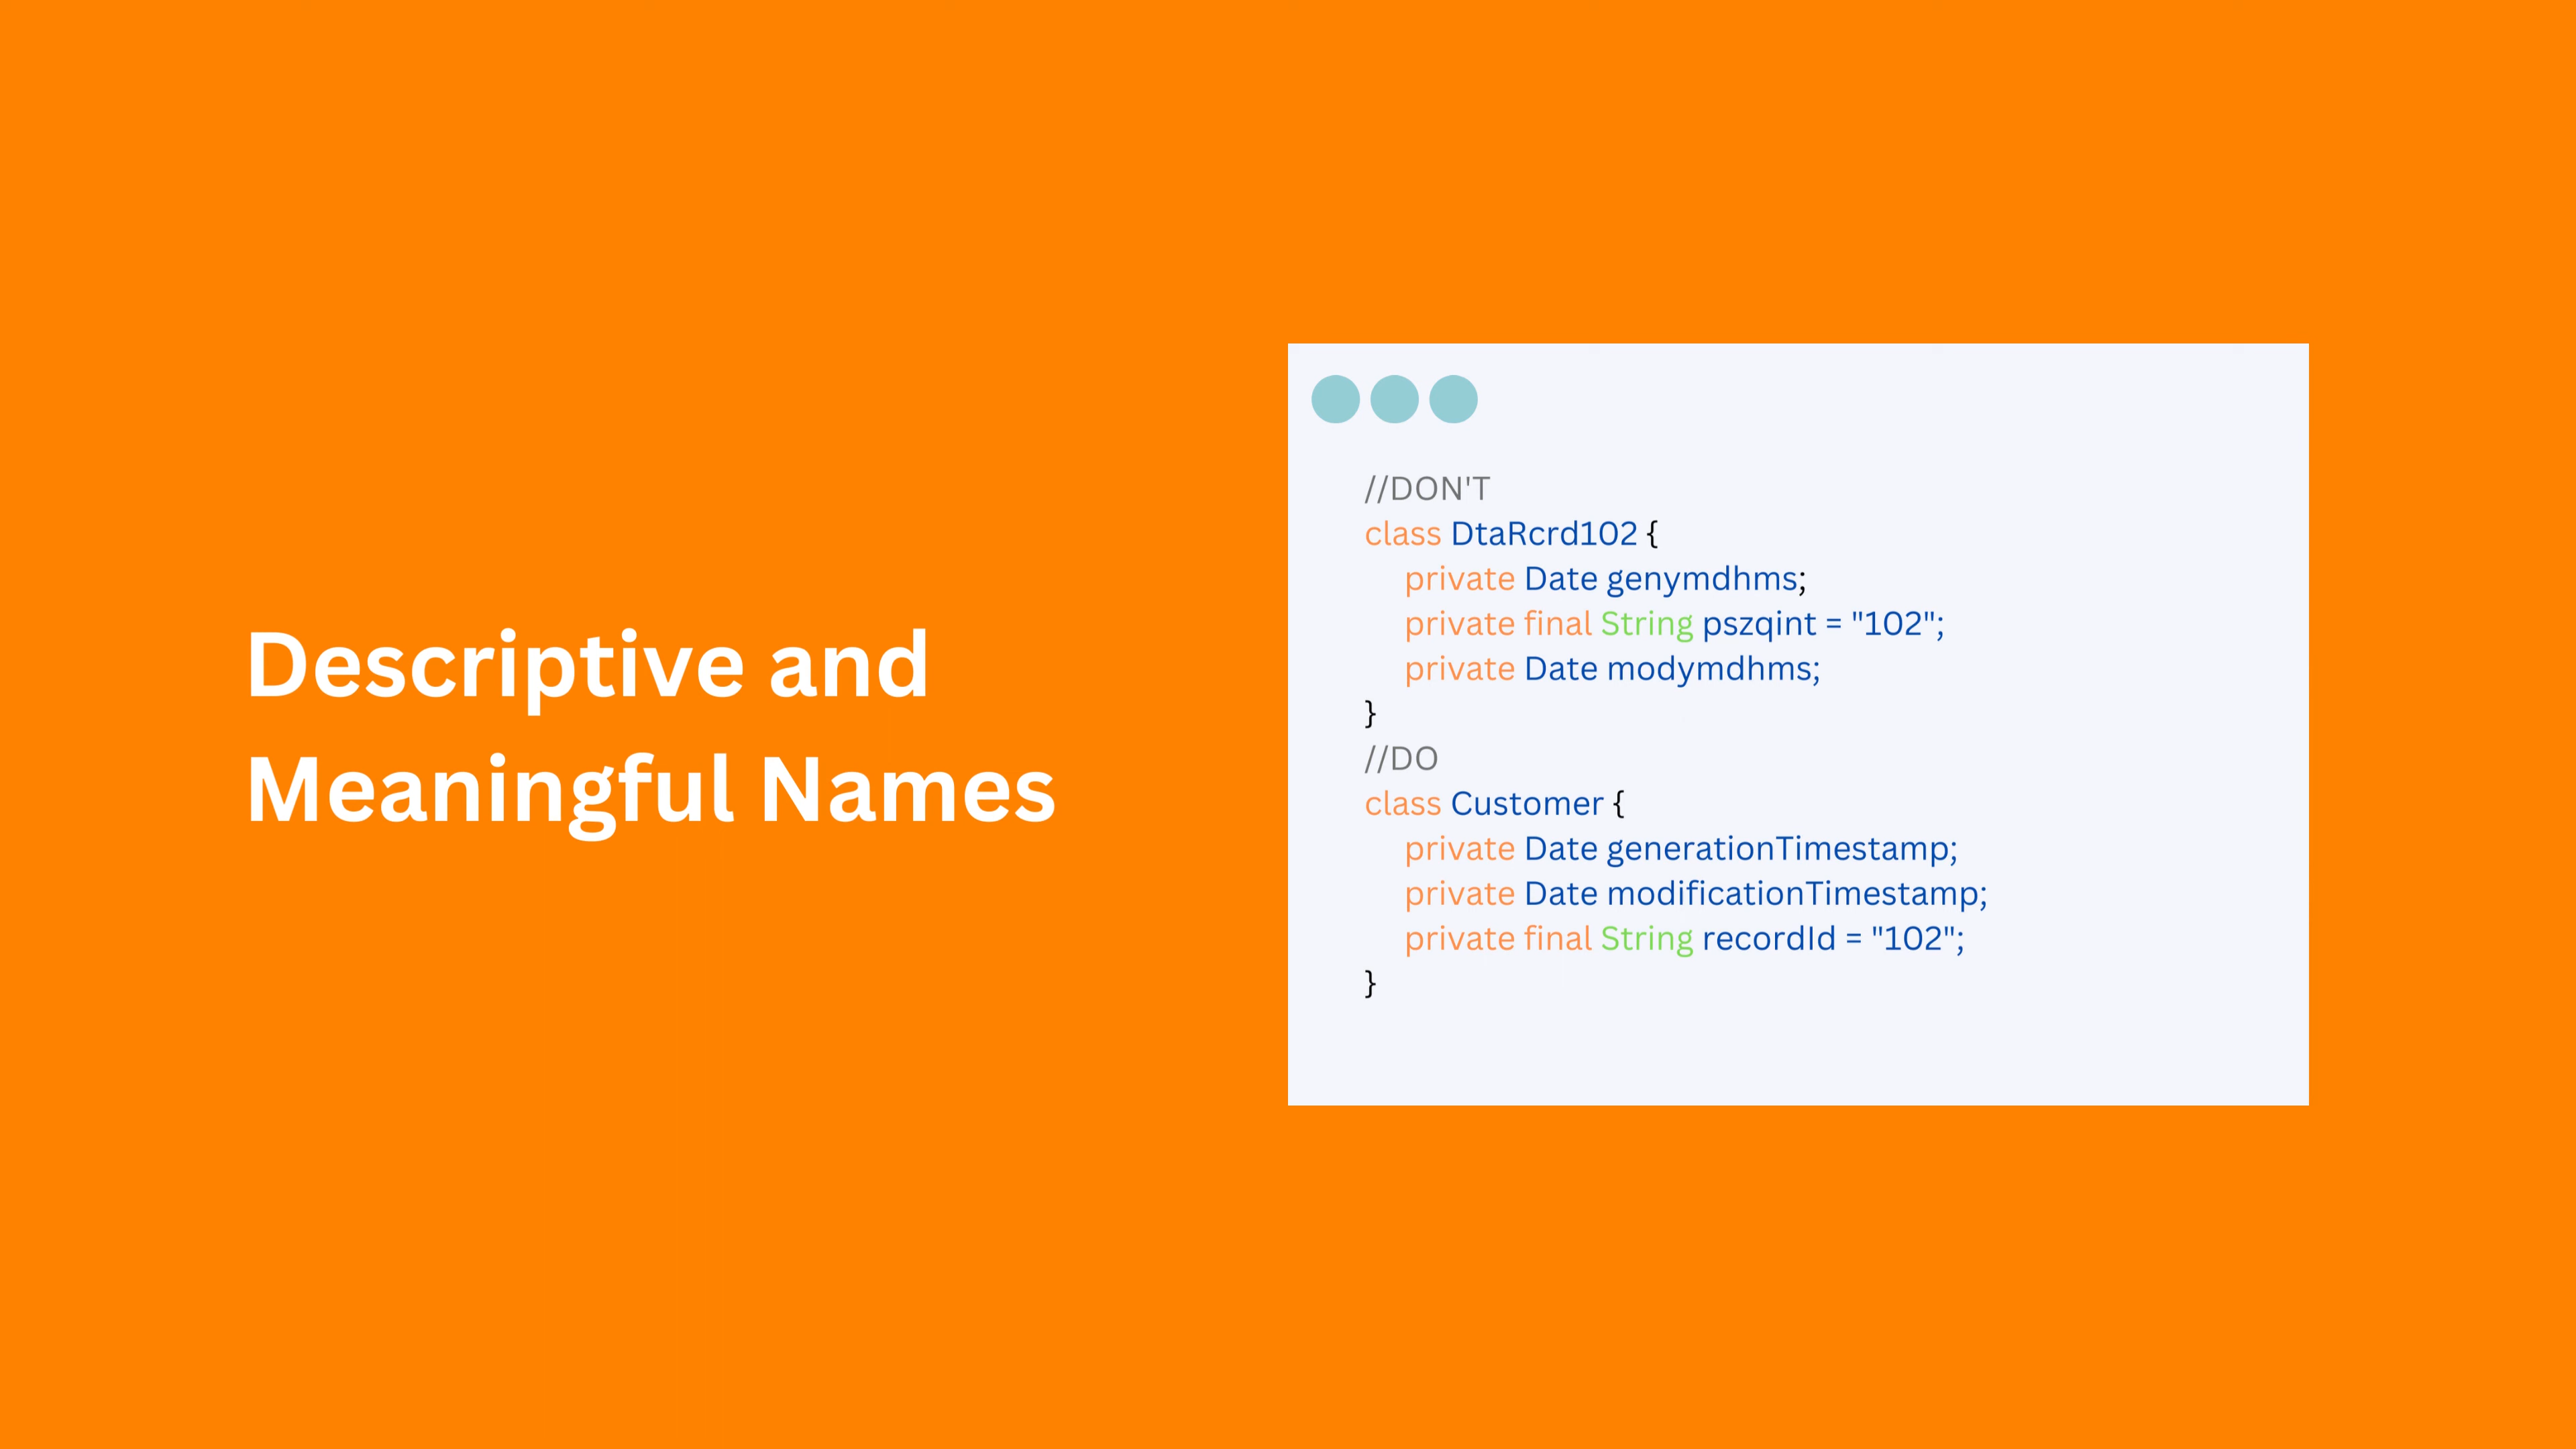 Descriptive and
Meaningful Names
//DON'T
class DtaRcrd102 {
private Date genymdhms;
private final String pszqint = "102";
private Date modymdhms;
}
//DO
class Customer {
private Date generationTimestamp;
private Date modificationTimestamp;
private final String recordId = "102";
}